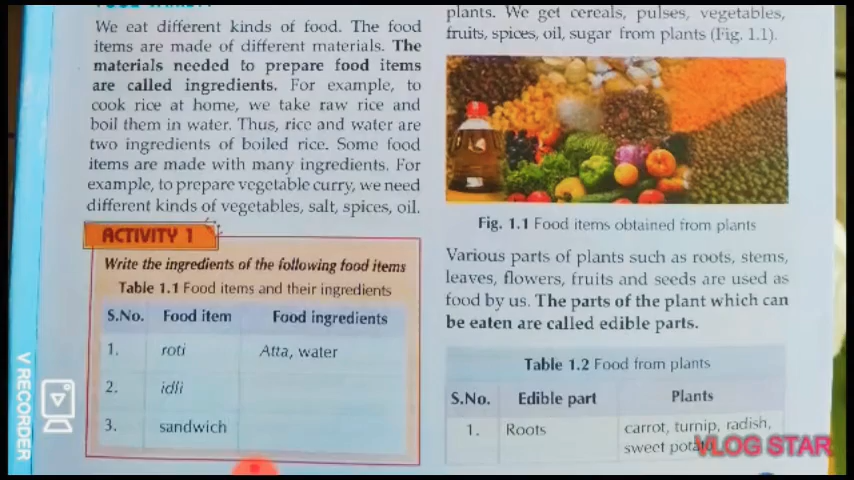 We eat different kinds of food. The food
items are made of different materials. The
materials needed to prepare food items
are called ingredients. For example, to
cook rice at home, we take raw rice and
boil them in water. Thus, rice and water are
two ingredients of boiled rice. Some food
items are made with many ingredients. For
example, to prepare vegetable curry, we need
different kinds of vegetables, salt, spices, oil.
ACTIVITY 1
Write the ingredients of the following food items
Table 1.1 Food items and their ingredients
S.No. Food item Food ingredients
1. roti Atta, water
2. idli
3. sandwich
plants. We get cereals, pulses, vegetables,
fruits, spices, oil, sugar from plants (Fig. 1.1).
Fig. 1.1 Food items obtained from plants
Various parts of plants such as roots, stems,
leaves, flowers, fruits and seeds are used as
food by us. The parts of the plant which can
be eaten are called edible parts.
Table 1.2 Food from plants
S.No. Edible part Plants
1. Roots carrot, turnip, radish,
sweet potato
V RECORDER
VLOG STAR